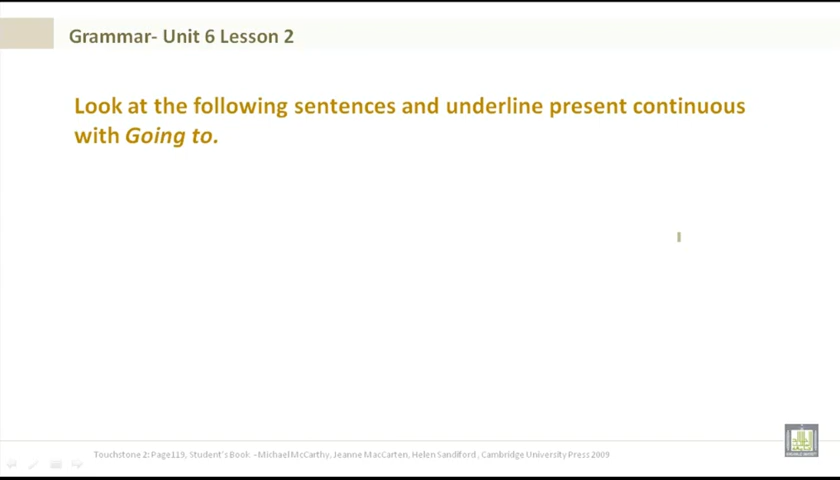 Grammar- Unit 6 Lesson 2
Look at the following sentences and underline present continuous
with Going to.
Touchstone 2: Page119, Student's Book –Michael McCarthy, Jeanne MacCarten, Helen Sandiford , Cambridge University Press 2009